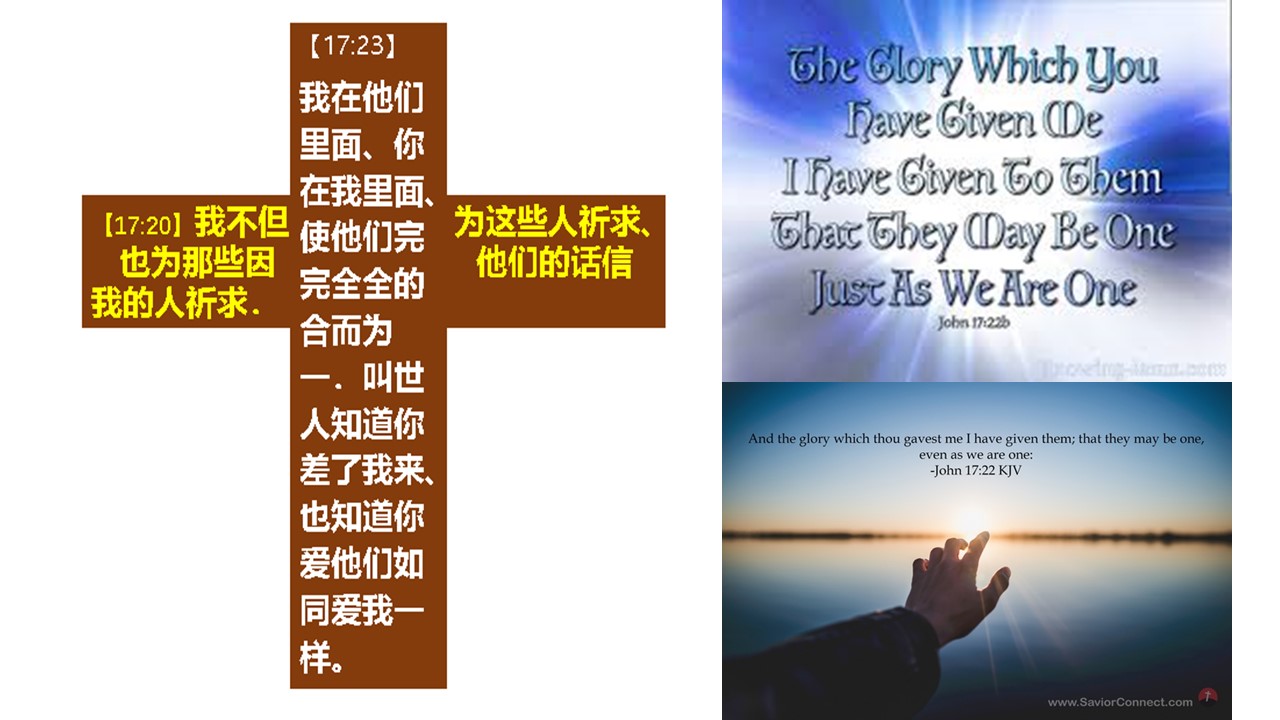 【17:23】
我在他们
里面、你
在我里面、
使他们完
完全全的
合而为
一．叫世
人知道你
差了我来、
也知道你
爱他们如
同爱我一
样。
【17:20】我不但
也为那些因
我的人祈求．
为这些人祈求、
他们的话信
The Glory Which You
Have Given Me
I Have Given To Them
That They May Be One
Just As We Are One
John 17:22b
And the glory which thou gavest me I have given them; that they may be one,
even as we are one:
-John 17:22 KJV
www.SaviorConnect.com